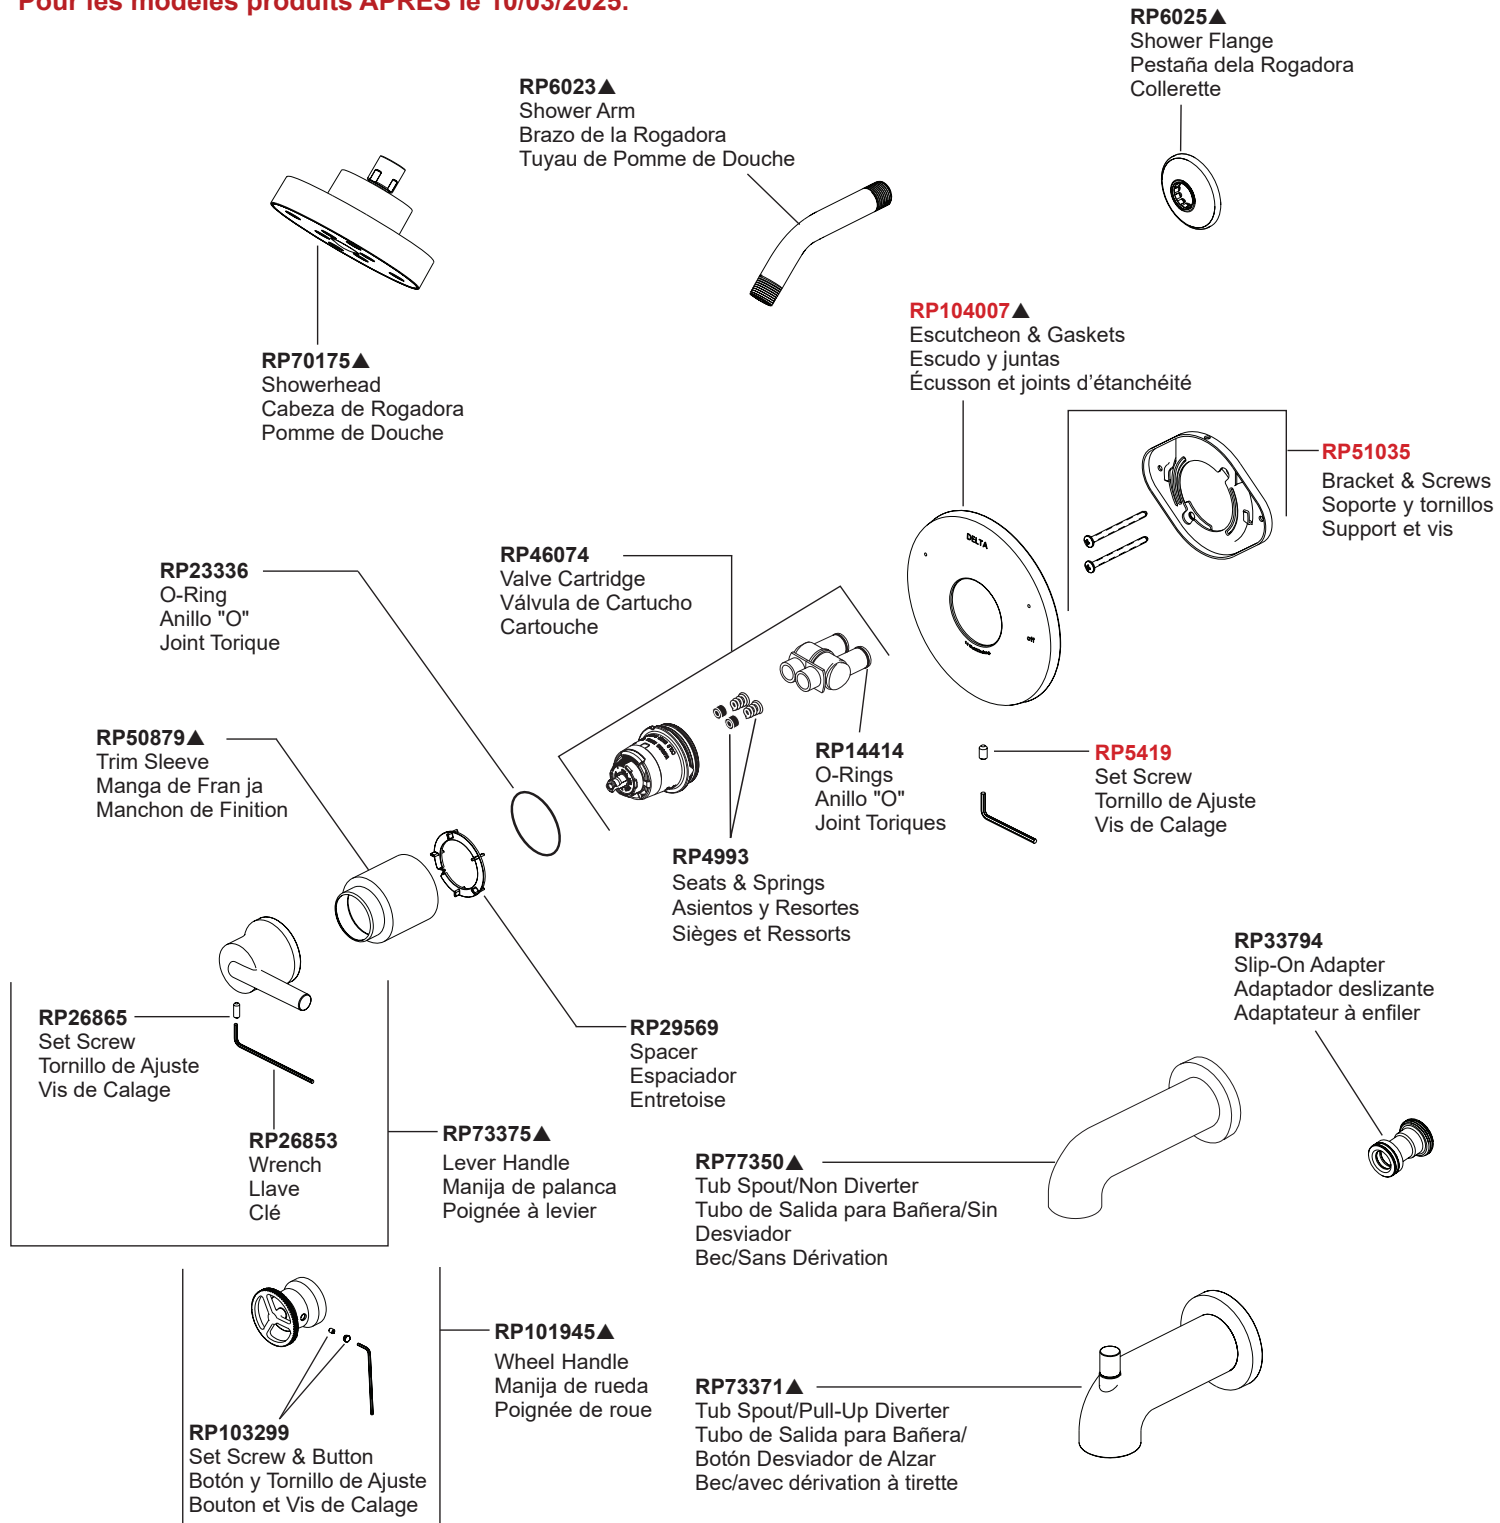 Pour les modèles produits APRÈS le 10/03/2025.
RP6025▲
Shower Flange
Pestaña dela Rogadora
Collerette
RP6023▲
Shower Arm
Brazo de la Rogadora
Tuyau de Pomme de Douche
RP70175▲
Showerhead
Cabeza de Rogadora
Pomme de Douche
RP104007▲
Escutcheon & Gaskets
Escudo y juntas
Écusson et joints d’étanchéité
RP51035
Bracket & Screws
Soporte y tornillos
Support et vis
DELTA
Off
RP46074
Valve Cartridge
Válvula de Cartucho
Cartouche
RP23336
O-Ring
Anillo "O"
Joint Torique
RP50879▲
Trim Sleeve
Manga de Fran ja
Manchon de Finition
RP14414
O-Rings
Anillo "O"
Joint Toriques
RP5419
Set Screw
Tornillo de Ajuste
Vis de Calage
RP4993
Seats & Springs
Asientos y Resortes
Sièges et Ressorts
RP33794
Slip-On Adapter
Adaptador deslizante
Adaptateur à enfiler
RP26865
Set Screw
Tornillo de Ajuste
Vis de Calage
RP29569
Spacer
Espaciador
Entretoise
RP26853
Wrench
Llave
Clé
RP73375▲
Lever Handle
Manija de palanca
Poignée à levier
RP77350▲
Tub Spout/Non Diverter
Tubo de Salida para Bañera/Sin
Desviador
Bec/Sans Dérivation
RP101945▲
Wheel Handle
Manija de rueda
Poignée de roue
RP73371▲
Tub Spout/Pull-Up Diverter
Tubo de Salida para Bañera/
Botón Desviador de Alzar
Bec/avec dérivation à tirette
RP103299
Set Screw & Button
Botón y Tornillo de Ajuste
Bouton et Vis de Calage